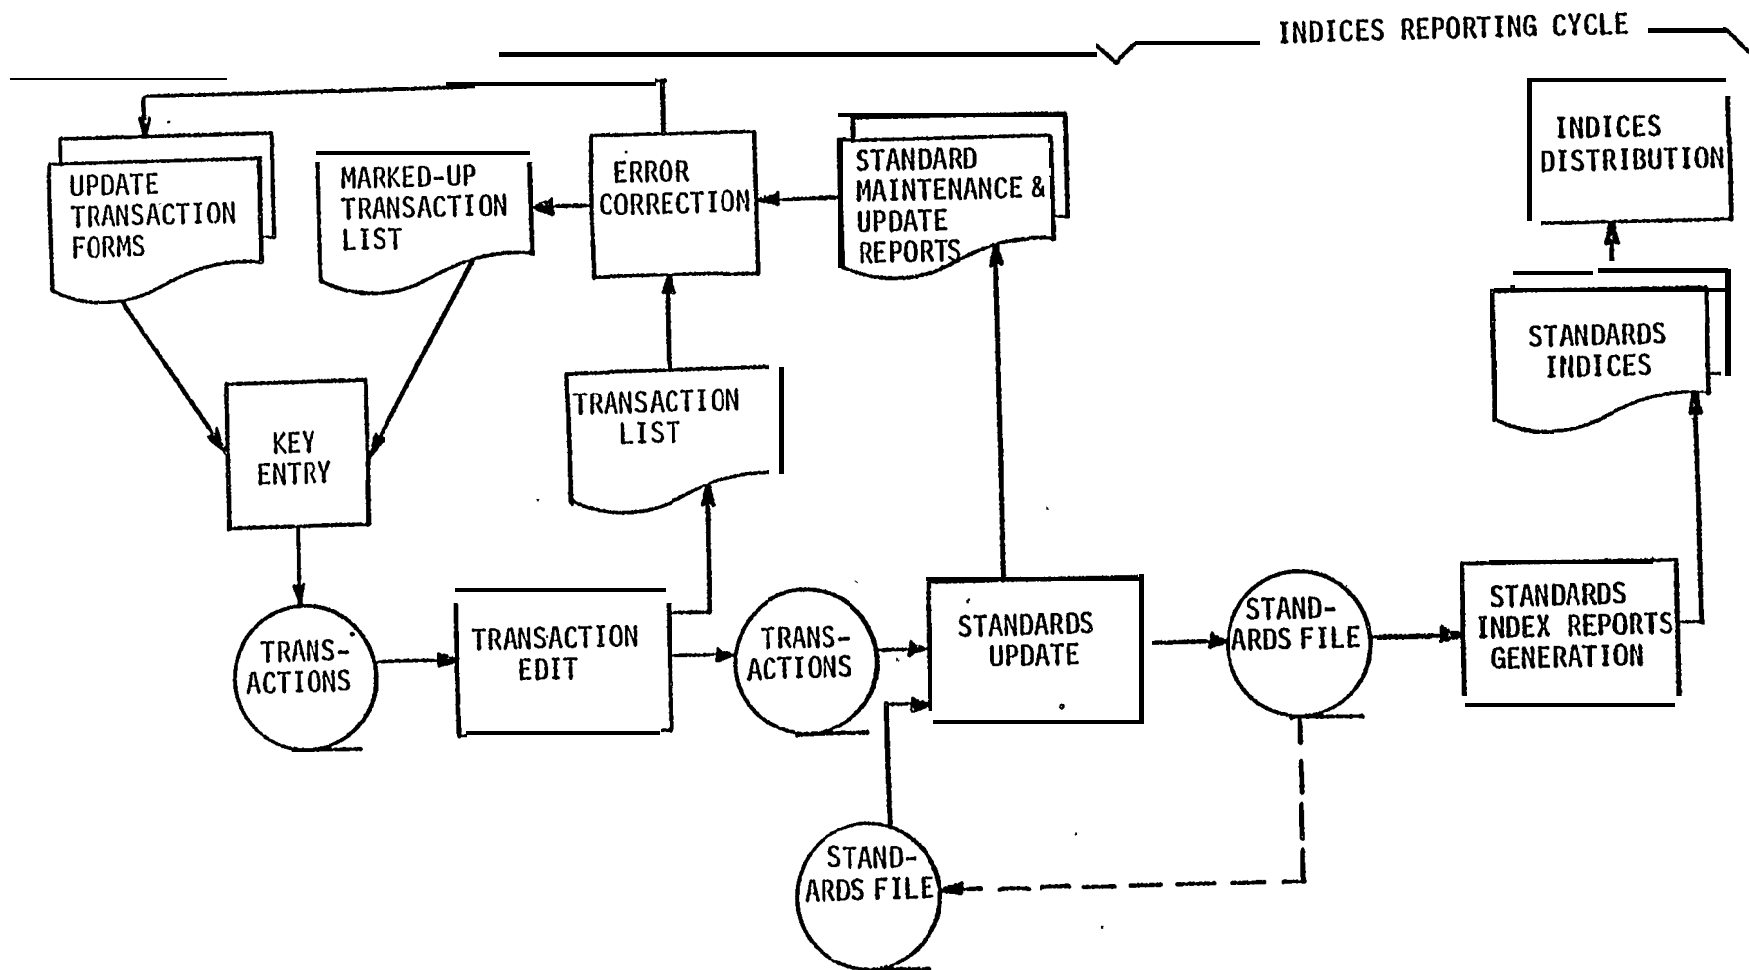 INDICES REPORTING CYCLE
UPDATE
TRANSACTION
FORMS
MARKED-UP
TRANSACTION
LIST
ERROR
CORRECTION
STANDARD
MAINTENANCE &
UPDATE
REPORTS
INDICES
DISTRIBUTION
STANDARDS
INDICES
TRANSACTION
LIST
KEY
ENTRY
TRANS-
ACTIONS
TRANSACTION
EDIT
TRANS-
ACTIONS
STANDARDS
UPDATE
STAND-
ARDS FILE
STANDARDS
INDEX REPORTS
GENERATION
STAND-
ARDS FILE